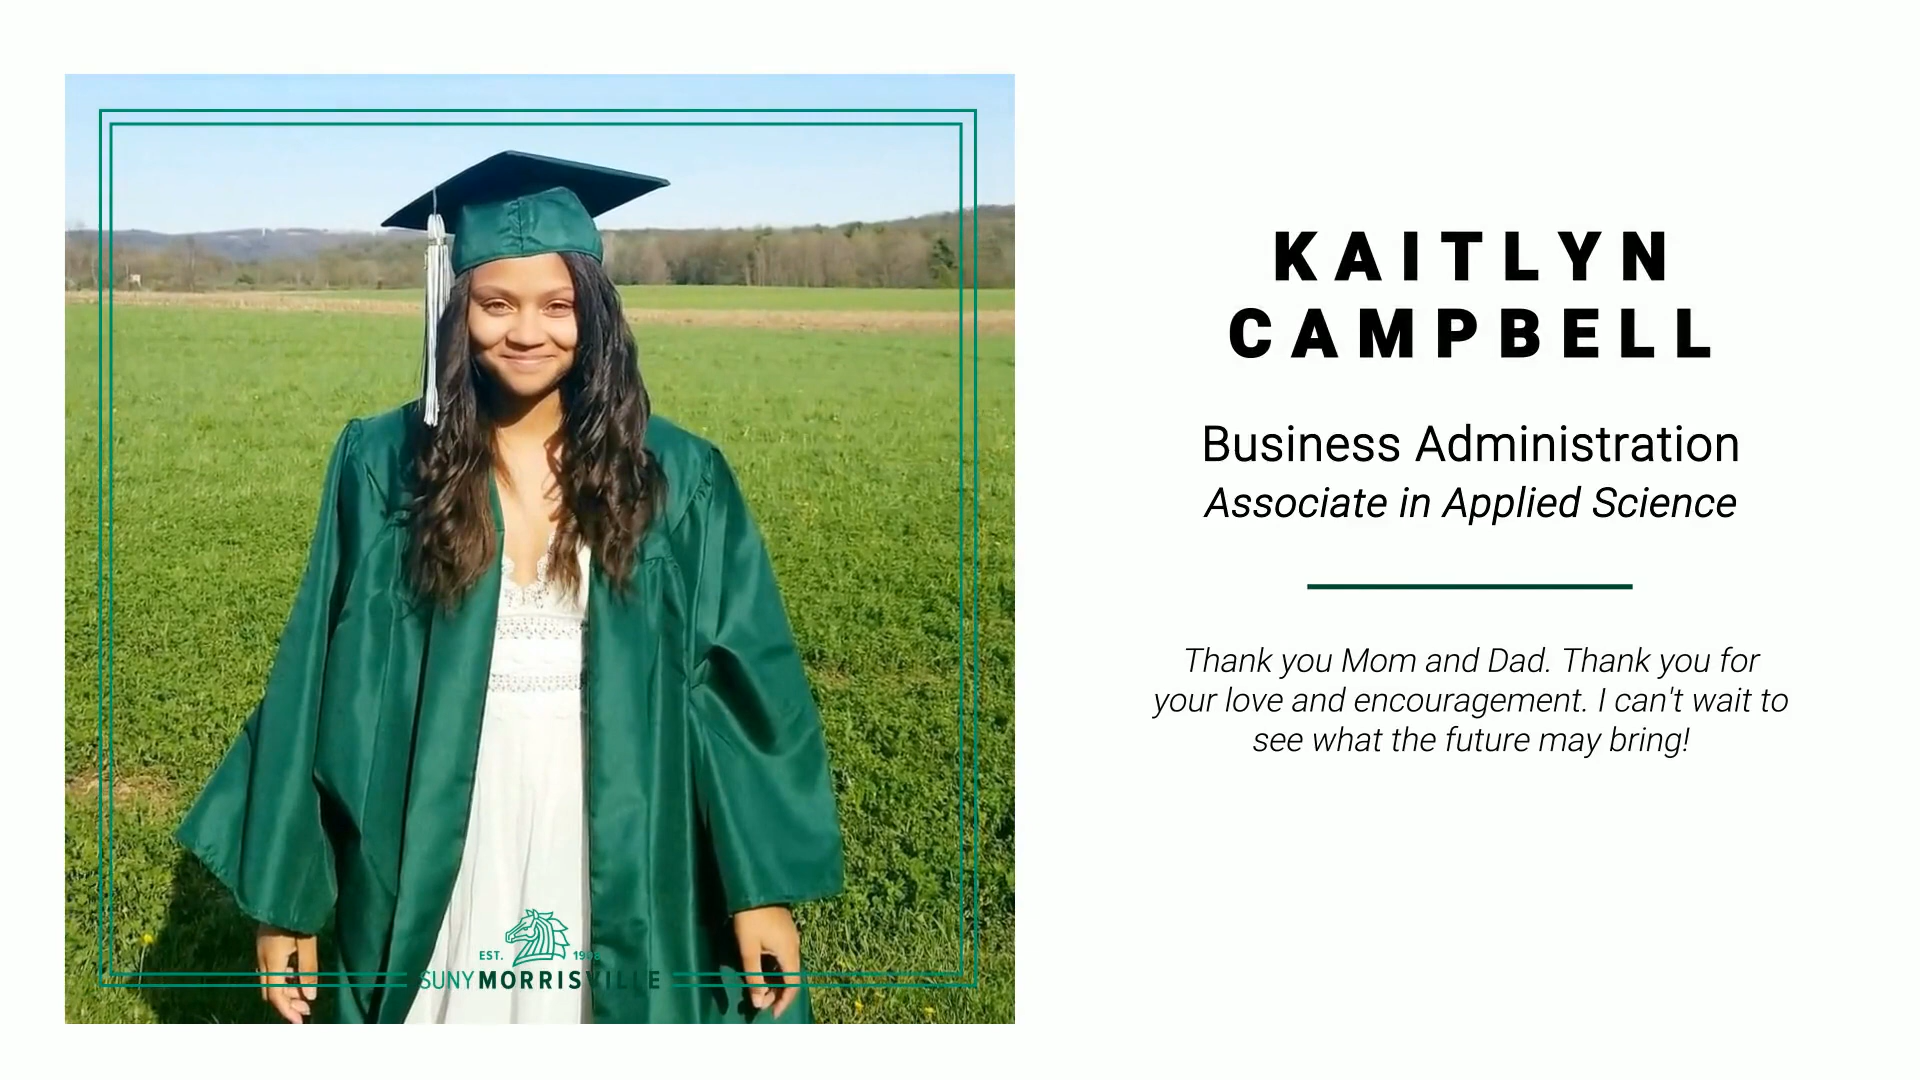 KAITLYN
CAMPBELL
Business Administration
Associate in Applied Science
Thank you Mom and Dad. Thank you for
your love and encouragement. I can't wait to
see what the future may bring!
EST. 1908
SUNY MORRISVILLE